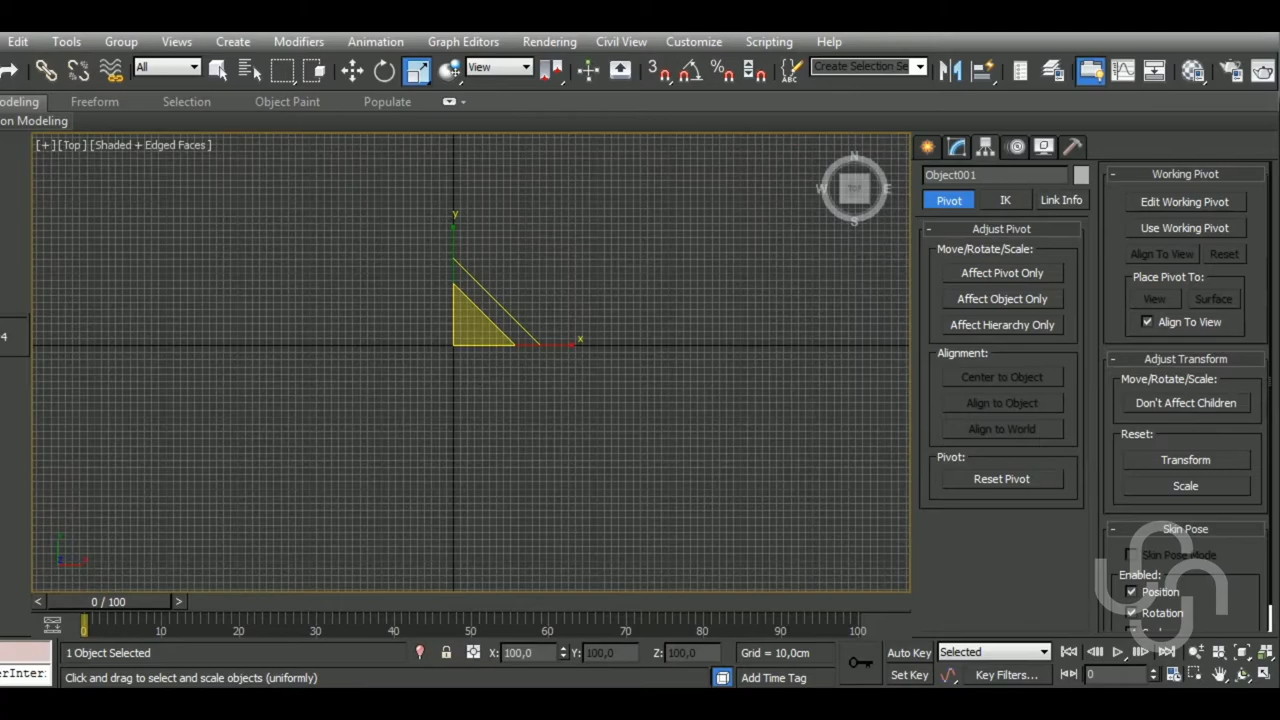 Edit Tools Group Views Create Modifiers Animation Graph Editors Rendering Civil View Customize Scripting Help
All View 3 Create Selection Se
odeling Freeform Selection Object Paint Populate
on Modeling
[+] [Top] [Shaded + Edged Faces]
N
W TOP E
S
y
x
4
Object001
Pivot IK Link Info
- Adjust Pivot
Move/Rotate/Scale:
Affect Pivot Only
Affect Object Only
Affect Hierarchy Only
Alignment:
Center to Object
Align to Object
Align to World
Pivot:
Reset Pivot
- Working Pivot
Edit Working Pivot
Use Working Pivot
Align To View Reset
Place Pivot To:
View Surface
Align To View
- Adjust Transform
Move/Rotate/Scale:
Don't Affect Children
Reset:
Transform
Scale
- Skin Pose
Skin Pose Mode
Enabled:
Position
Rotation
< 0 / 100 >
0 10 20 30 40 50 60 70 80 90 100
1 Object Selected X: 100,0 Y: 100,0 Z: 100,0 Grid = 10,0cm Auto Key Selected
erInter Click and drag to select and scale objects (uniformly) Add Time Tag Set Key Key Filters... 0